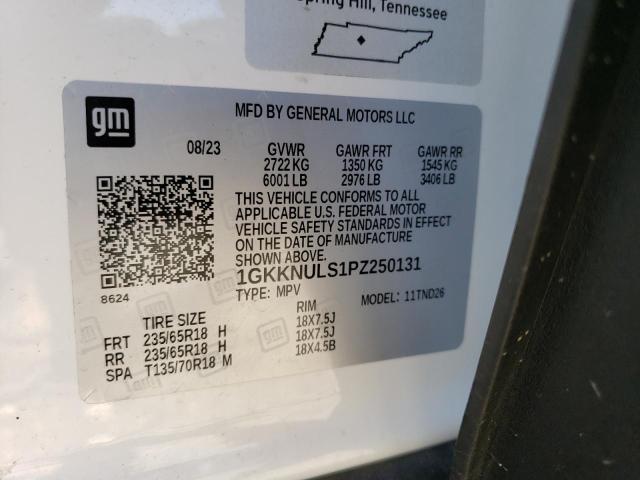 Spring Hill, Tennessee
gm
MFD BY GENERAL MOTORS LLC
08/23 GVWR GAWR FRT GAWR RR
2722 KG 1350 KG 1545 KG
6001 LB 2976 LB 3406 LB
THIS VEHICLE CONFORMS TO ALL
APPLICABLE U.S. FEDERAL MOTOR
VEHICLE SAFETY STANDARDS IN EFFECT
ON THE DATE OF MANUFACTURE
SHOWN ABOVE.
1GKKNULS1PZ250131
8624
TYPE: MPV MODEL: 11TND26
TIRE SIZE RIM
FRT 235/65R18 H 18X7.5J
RR 235/65R18 H 18X7.5J
SPA T135/70R18 M 18X4.5B